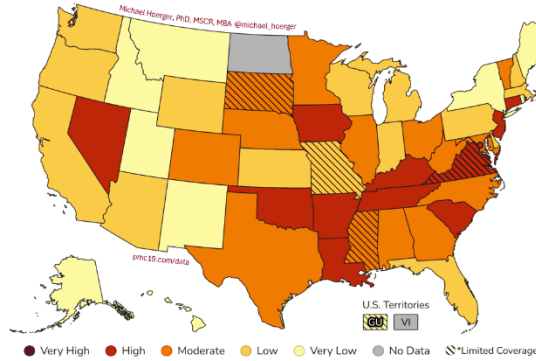 Michael Hoerger, PhD, MSCR, MBA @michael_hoerger
pmc19.com/date
U.S. Territories
GU VI
Very High High Moderate Low Very Low No Data *Limited Coverage